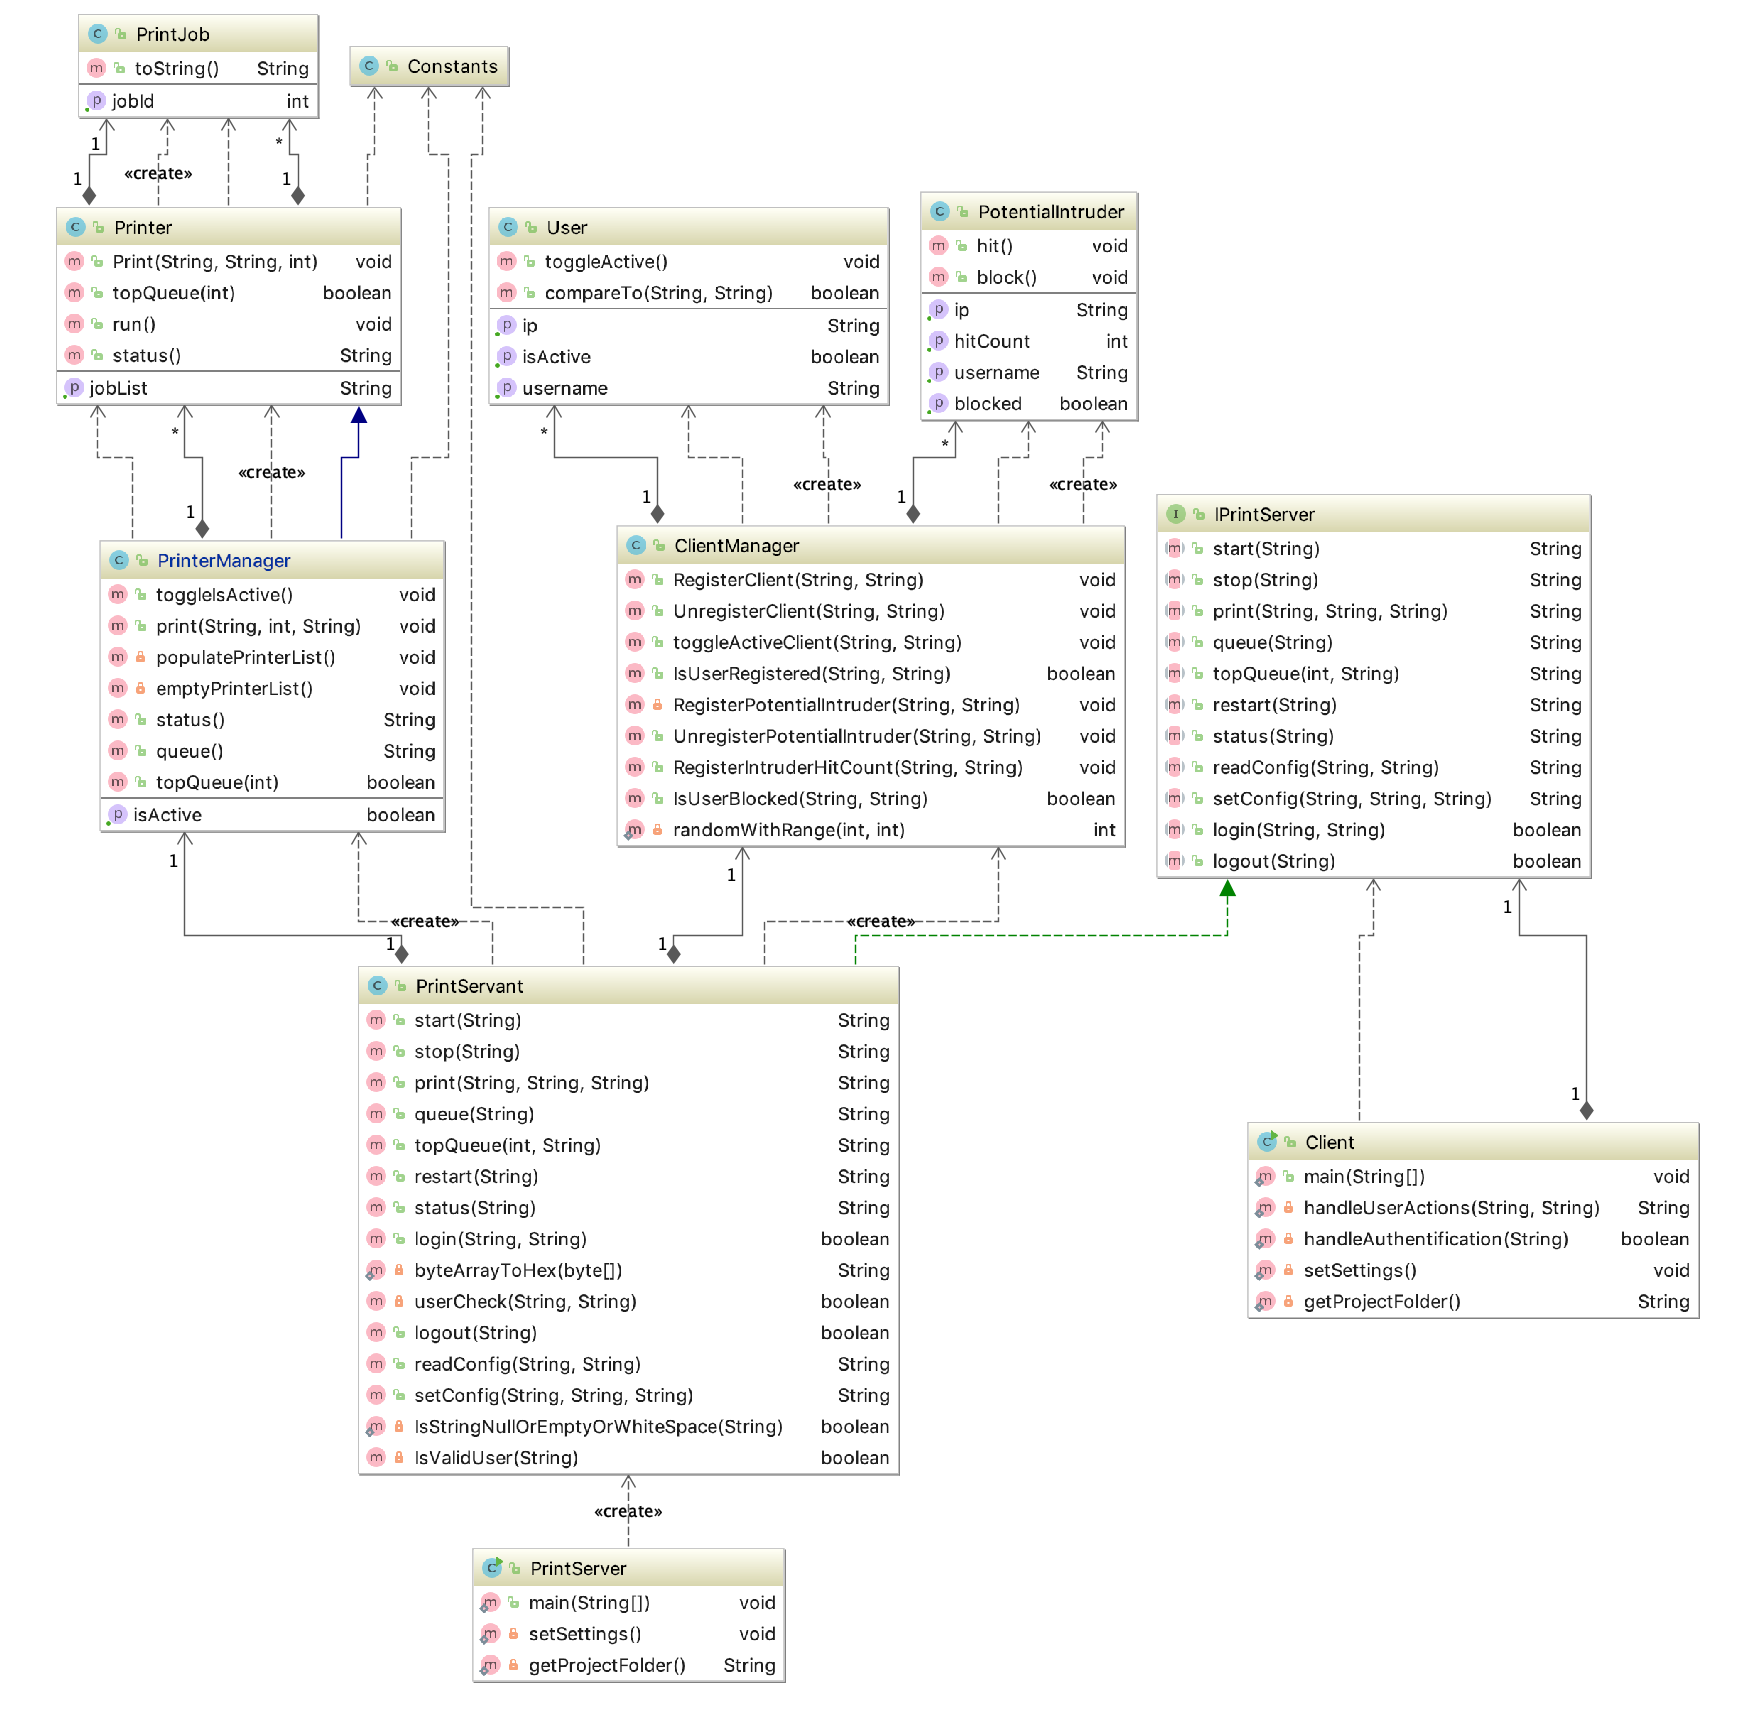 PrintJob
toString() String
jobId int
Constants
1
*
«create»
1
1
Printer
Print(String, String, int) void
topQueue(int) boolean
run() void
status() String
jobList String
User
toggleActive() void
compareTo(String, String) boolean
ip String
isActive boolean
username String
PotentialIntruder
hit() void
block() void
ip String
hitCount int
username String
blocked boolean
*
«create»
1
*
«create»
1
*
«create»
1
PrinterManager
toggleIsActive() void
print(String, int, String) void
populatePrinterList() void
emptyPrinterList() void
status() String
queue() String
topQueue(int) boolean
isActive boolean
ClientManager
RegisterClient(String, String) void
UnregisterClient(String, String) void
toggleActiveClient(String, String) void
IsUserRegistered(String, String) boolean
RegisterPotentialIntruder(String, String) void
UnregisterPotentialIntruder(String, String) void
RegisterIntruderHitCount(String, String) void
IsUserBlocked(String, String) boolean
randomWithRange(int, int) int
IPrintServer
start(String) String
stop(String) String
print(String, String, String) String
queue(String) String
topQueue(int, String) String
restart(String) String
status(String) String
readConfig(String, String) String
setConfig(String, String, String) String
login(String, String) boolean
logout(String) boolean
1
«create»
1
1
«create»
1
1
1
PrintServant
start(String) String
stop(String) String
print(String, String, String) String
queue(String) String
topQueue(int, String) String
restart(String) String
status(String) String
login(String, String) boolean
byteArrayToHex(byte[]) String
userCheck(String, String) boolean
logout(String) boolean
readConfig(String, String) String
setConfig(String, String, String) String
IsStringNullOrEmptyOrWhiteSpace(String) boolean
IsValidUser(String) boolean
Client
main(String[]) void
handleUserActions(String, String) String
handleAuthentification(String) boolean
setSettings() void
getProjectFolder() String
«create»
PrintServer
main(String[]) void
setSettings() void
getProjectFolder() String